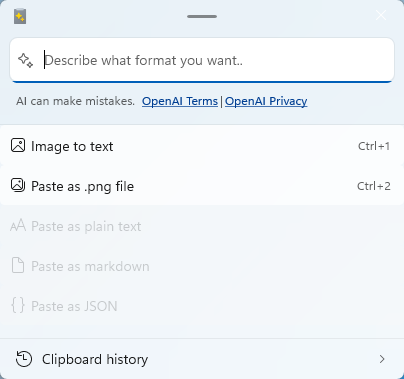 Describe what format you want..
AI can make mistakes. OpenAI Terms | OpenAI Privacy
Image to text Ctrl+1
Paste as .png file Ctrl+2
Paste as plain text
Paste as markdown
Paste as JSON
Clipboard history